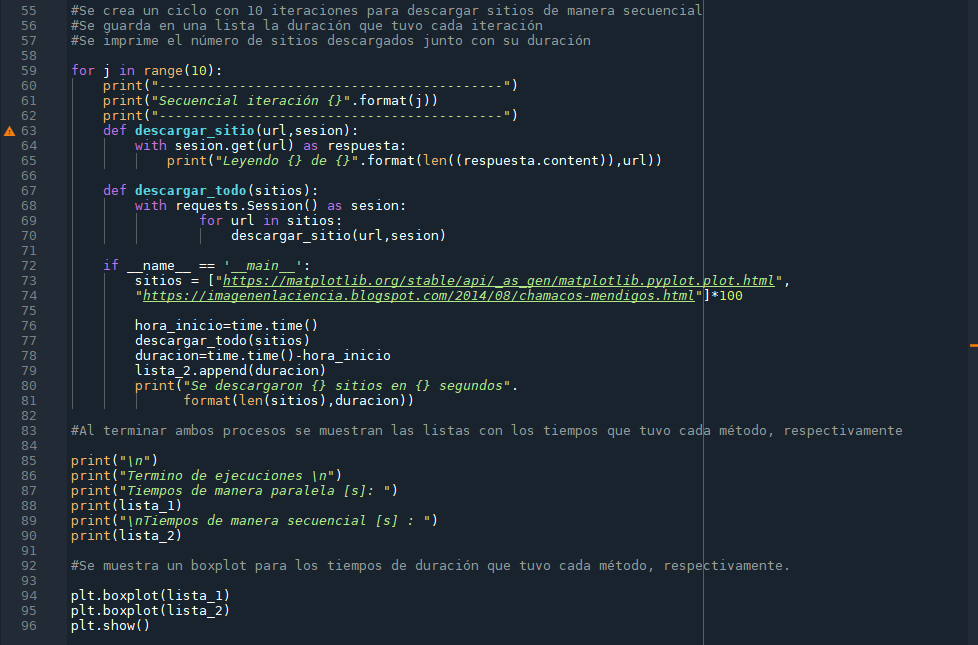 55 #Se crea un ciclo con 10 iteraciones para descargar sitios de manera secuencial
56 #Se guarda en una lista la duración que tuvo cada iteración
57 #Se imprime el número de sitios descargados junto con su duración
58
59 for j in range(10):
60     print("-------------------------------------------")
61     print("Secuencial iteración {}".format(j))
62     print("-------------------------------------------")
63     def descargar_sitio(url,sesion):
64         with sesion.get(url) as respuesta:
65             print("Leyendo {} de {}".format(len((respuesta.content)),url))
66
67     def descargar_todo(sitios):
68         with requests.Session() as sesion:
69                 for url in sitios:
70                     descargar_sitio(url,sesion)
71
72     if __name__ == '__main__':
73         sitios = ["https://matplotlib.org/stable/api/_as_gen/matplotlib.pyplot.plot.html",
74         "https://imagenenlaciencia.blogspot.com/2014/08/chamacos-mendigos.html"]*100
75
76         hora_inicio=time.time()
77         descargar_todo(sitios)
78         duracion=time.time()-hora_inicio
79         lista_2.append(duracion)
80         print("Se descargaron {} sitios en {} segundos".
81               format(len(sitios),duracion))
82
83 #Al terminar ambos procesos se muestran las listas con los tiempos que tuvo cada método, respectivamente
84
85 print("\n")
86 print("Termino de ejecuciones \n")
87 print("Tiempos de manera paralela [s]: ")
88 print(lista_1)
89 print("\nTiempos de manera secuencial [s] : ")
90 print(lista_2)
91
92 #Se muestra un boxplot para los tiempos de duración que tuvo cada método, respectivamente.
93
94 plt.boxplot(lista_1)
95 plt.boxplot(lista_2)
96 plt.show()